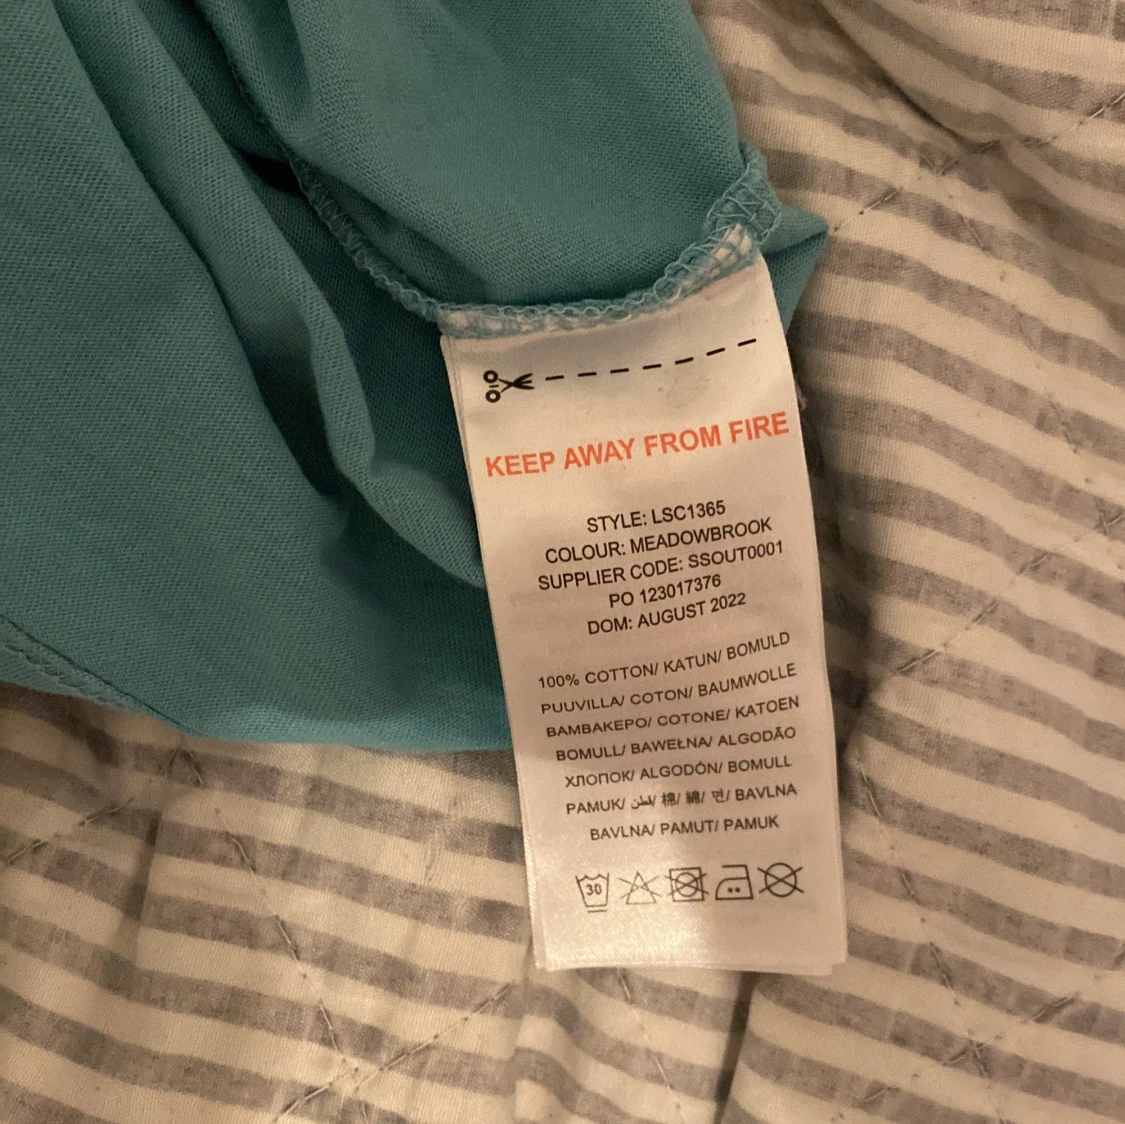 KEEP AWAY FROM FIRE
STYLE: LSC1365
COLOUR: MEADOWBROOK
SUPPLIER CODE: SSOUT0001
PO 123017376
DOM: AUGUST 2022
100% COTTON/ KATUN/ BOMULD
PUUVILLA/ COTON/ BAUMWOLLE
BAMBAKEPO/ COTONE/ KATOEN
BOMULL/ BAWEŁNA/ ALGODÃO
ХЛОПОК/ ALGODÓN/ BOMULL
PAMUK/ قطن/ 棉/ 綿/ 면/ BAVLNA
BAVLNA/ PAMUT/ PAMUK
30